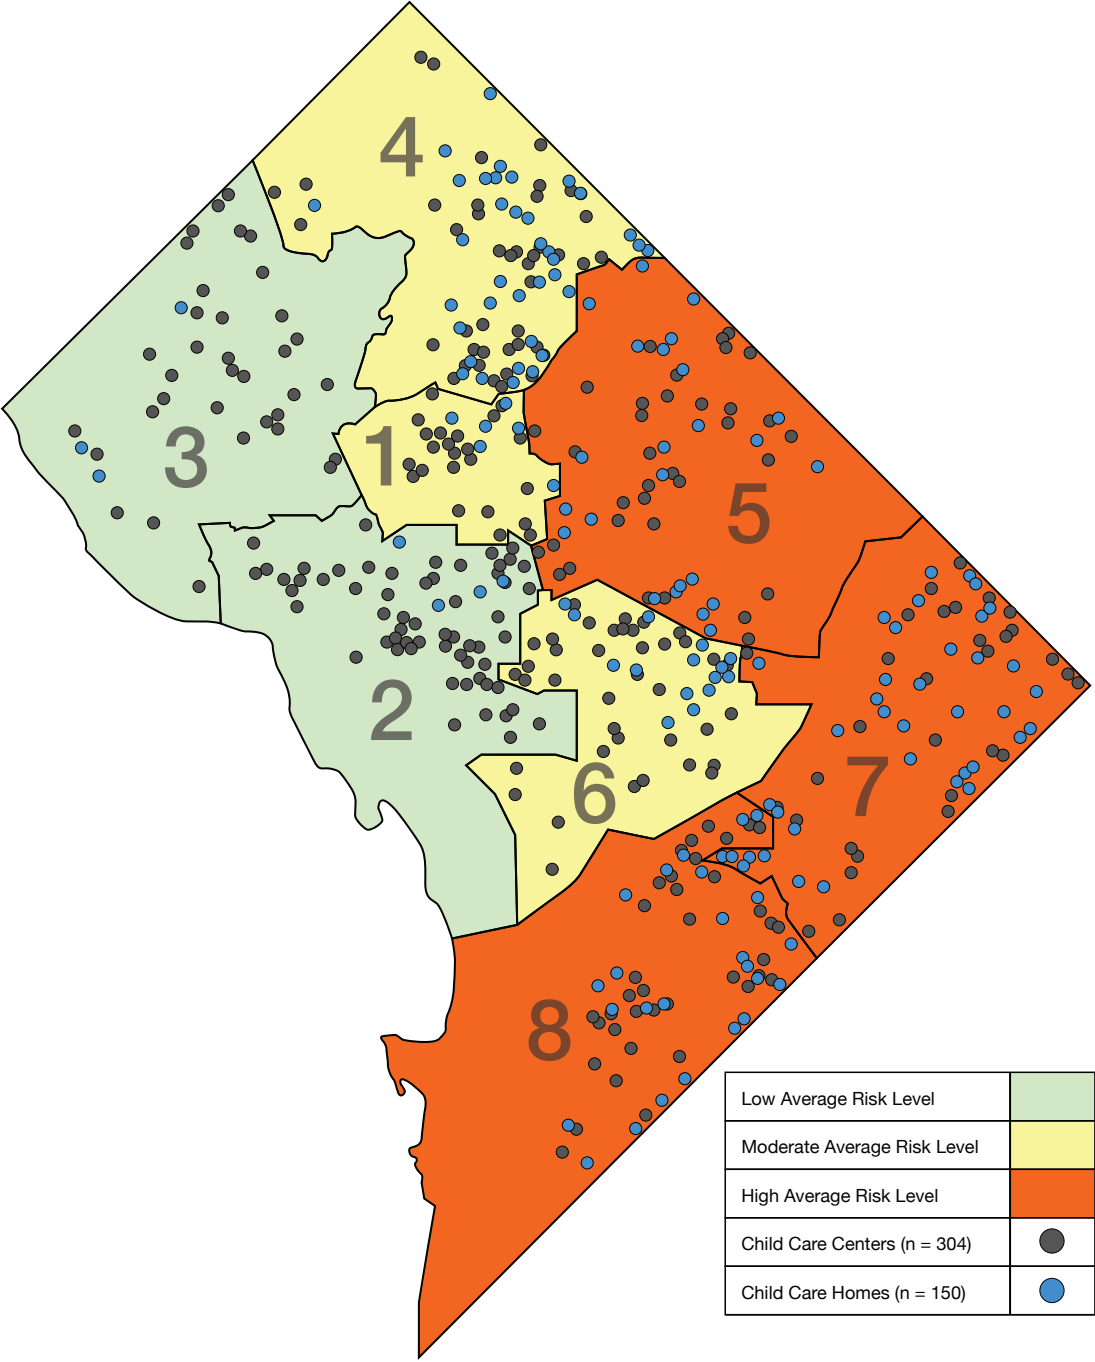 4
3
1
5
2
6
7
8
Low Average Risk Level
Moderate Average Risk Level
High Average Risk Level
Child Care Centers (n = 304)
Child Care Homes (n = 150)